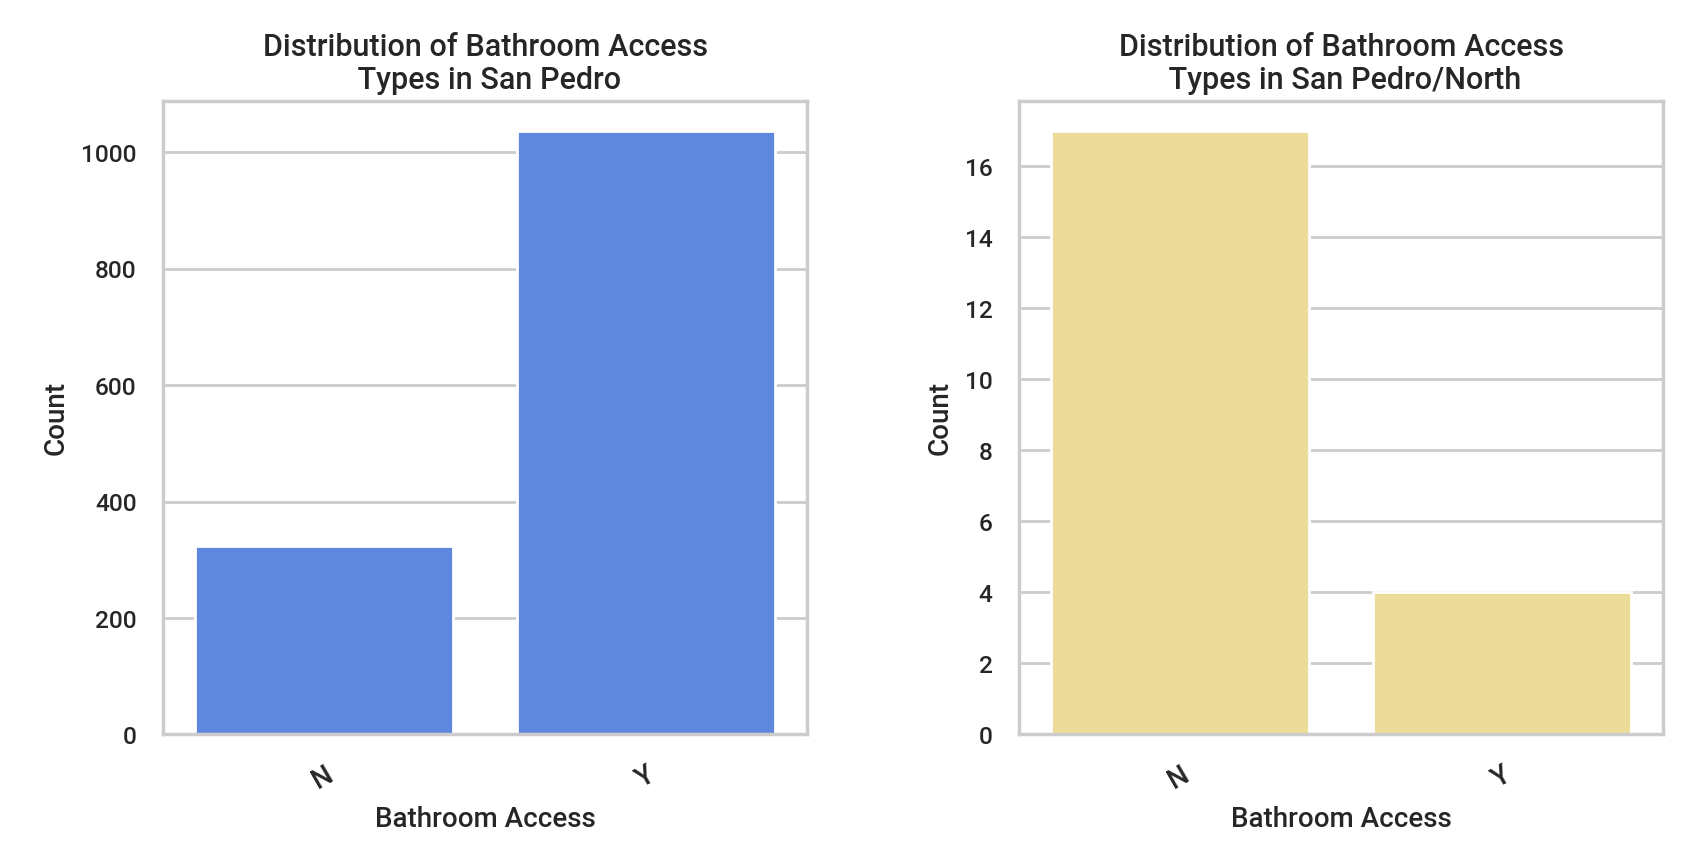 Distribution of Bathroom Access
Types in San Pedro
1000
800
600
400
200
0
Count
N
Y
Bathroom Access
Distribution of Bathroom Access
Types in San Pedro/North
16
14
12
10
8
6
4
2
0
Count
N
Y
Bathroom Access